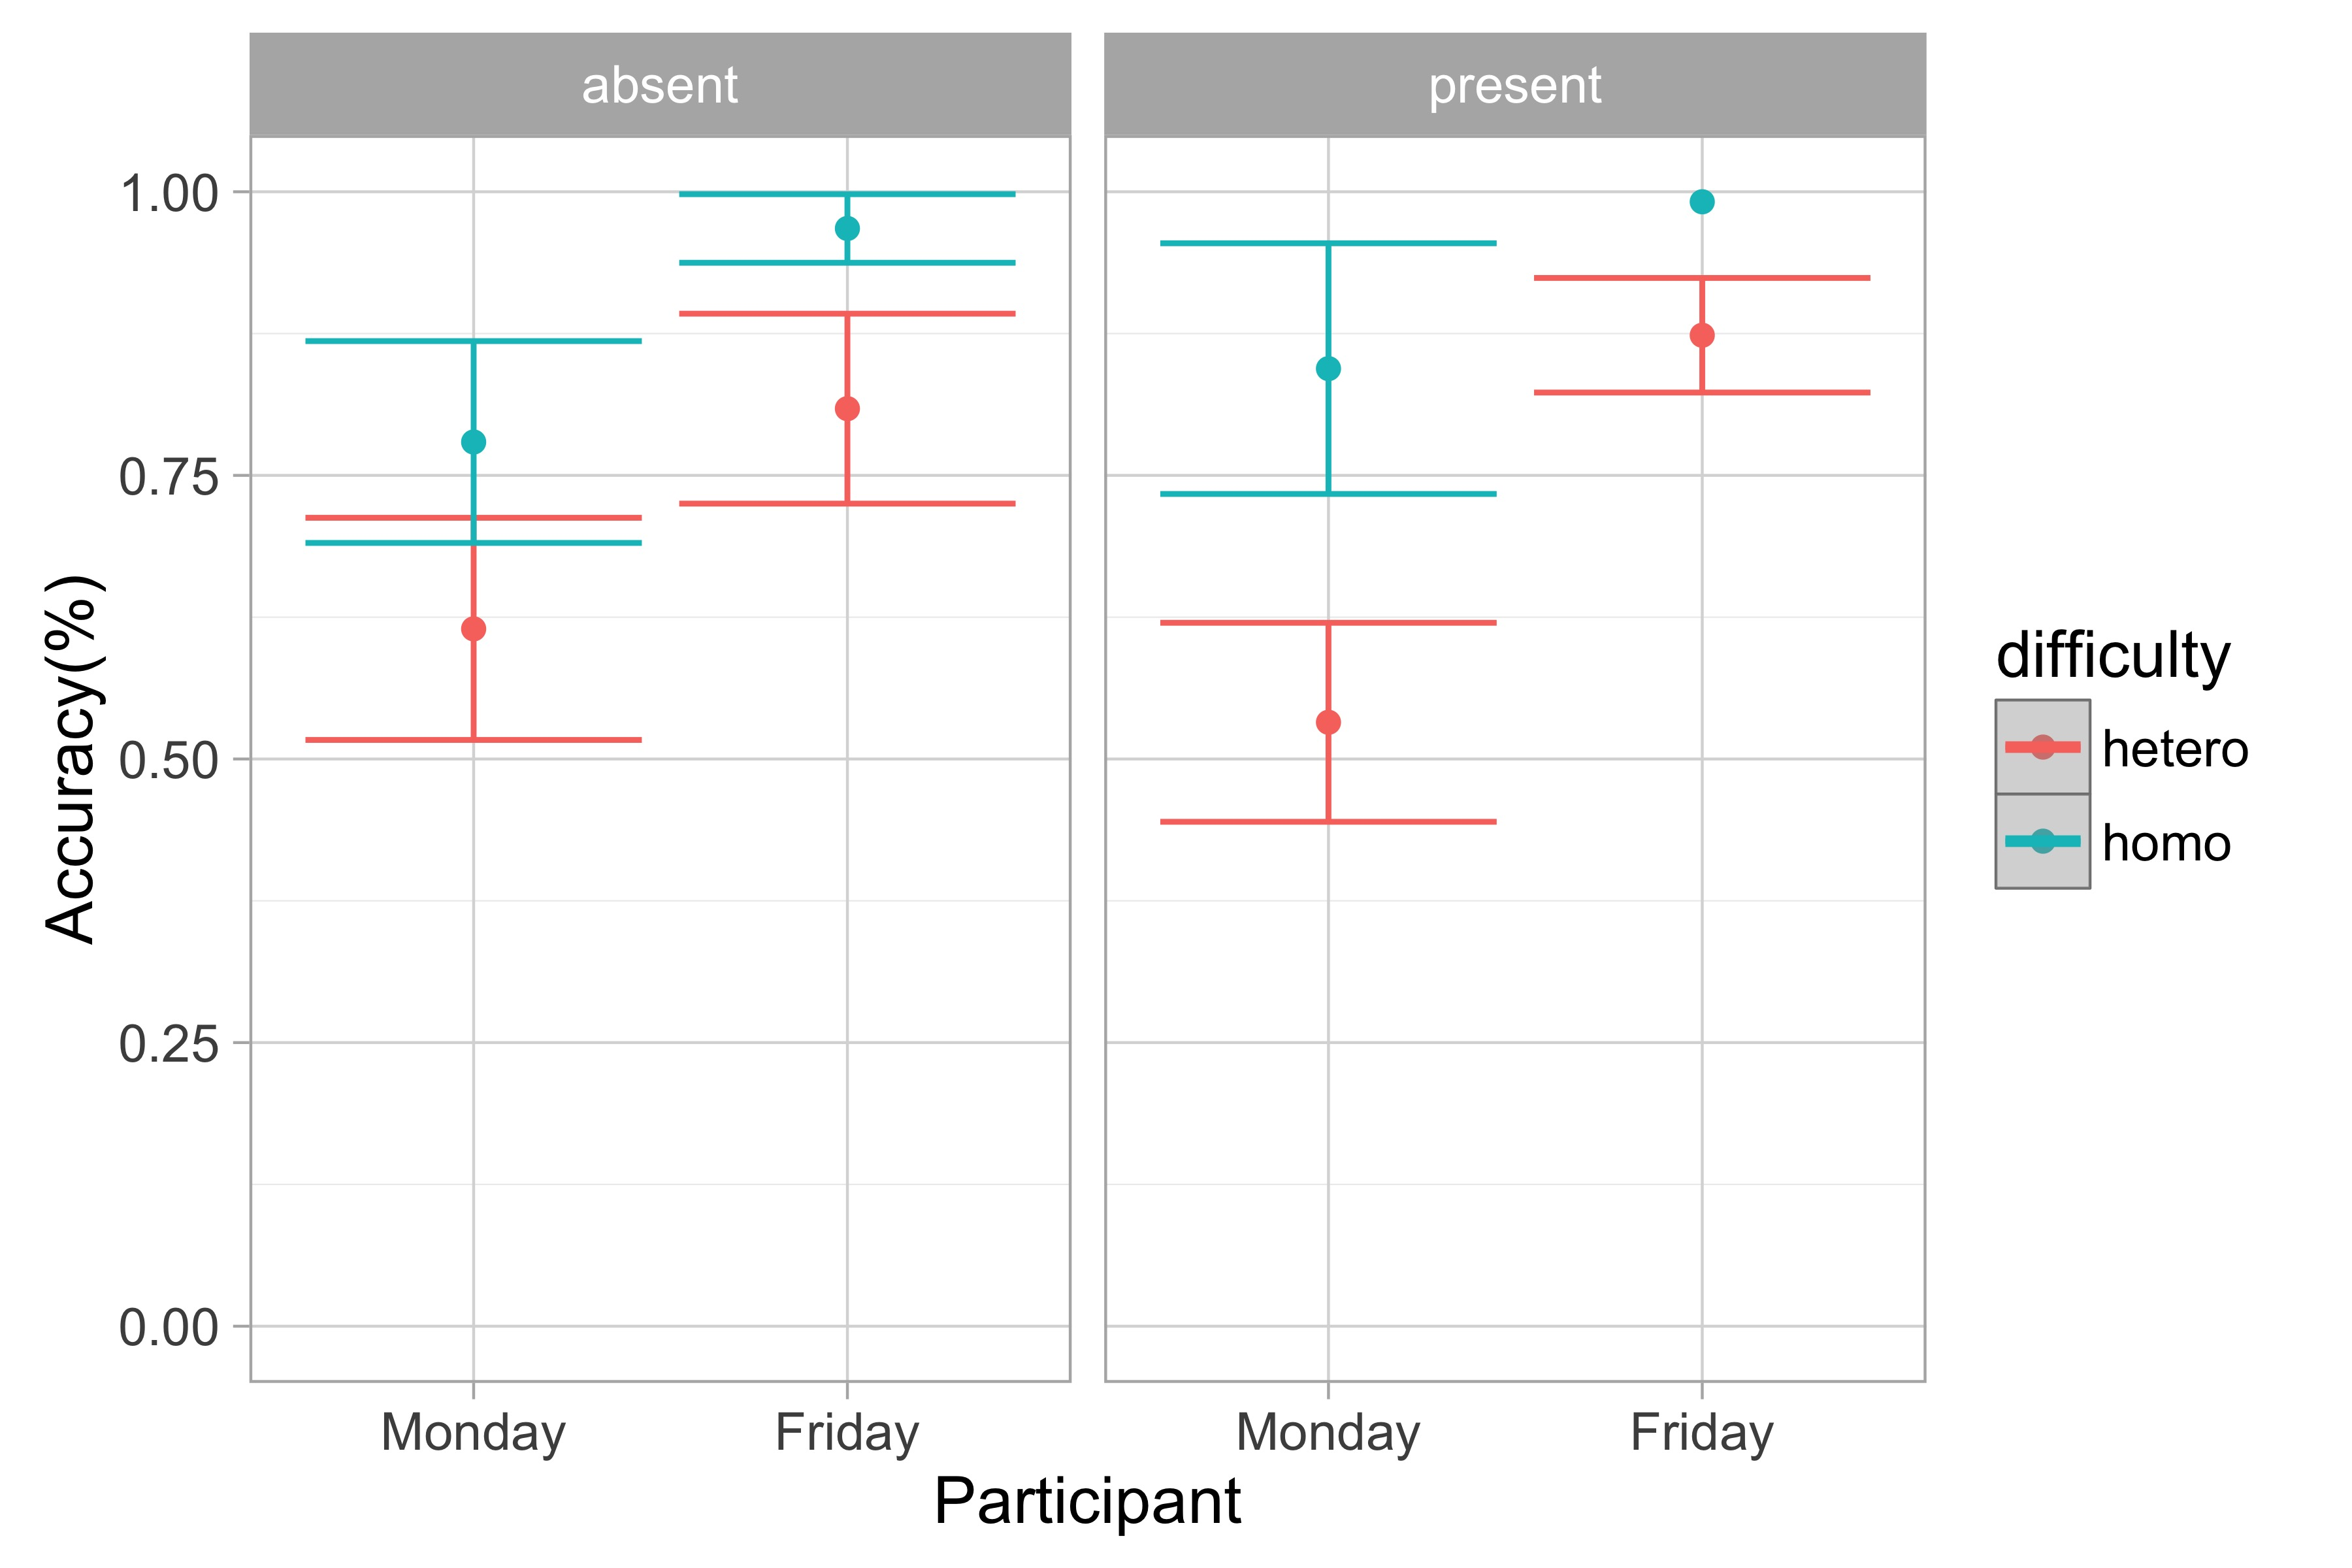 absent
present
1.00
0.75
0.50
0.25
0.00
Accuracy(%)
Monday
Friday
Monday
Friday
Participant
difficulty
hetero
homo